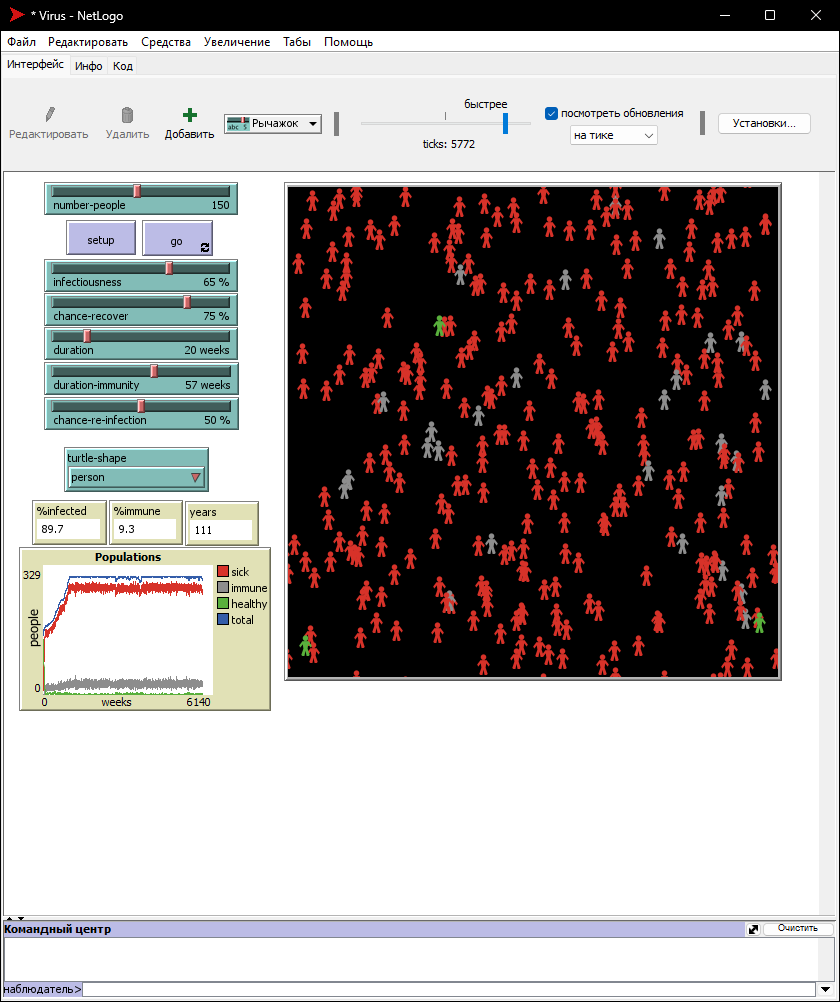 * Virus - NetLogo
Файл Редактировать Средства Увеличение Табы Помощь
Интерфейс Инфо Код
Редактировать Удалить Добавить
abc 5 Рычажок
быстрее
ticks: 5772
посмотреть обновления
на тике
Установки...
number-people 150
setup go
infectiousness 65 %
chance-recover 75 %
duration 20 weeks
duration-immunity 57 weeks
chance-re-infection 50 %
turtle-shape
person
%infected %immune years
89.7 9.3 111
Populations
329
people
0
0 weeks 6140
sick
immune
healthy
total
Командный центр Очистить
наблюдатель>